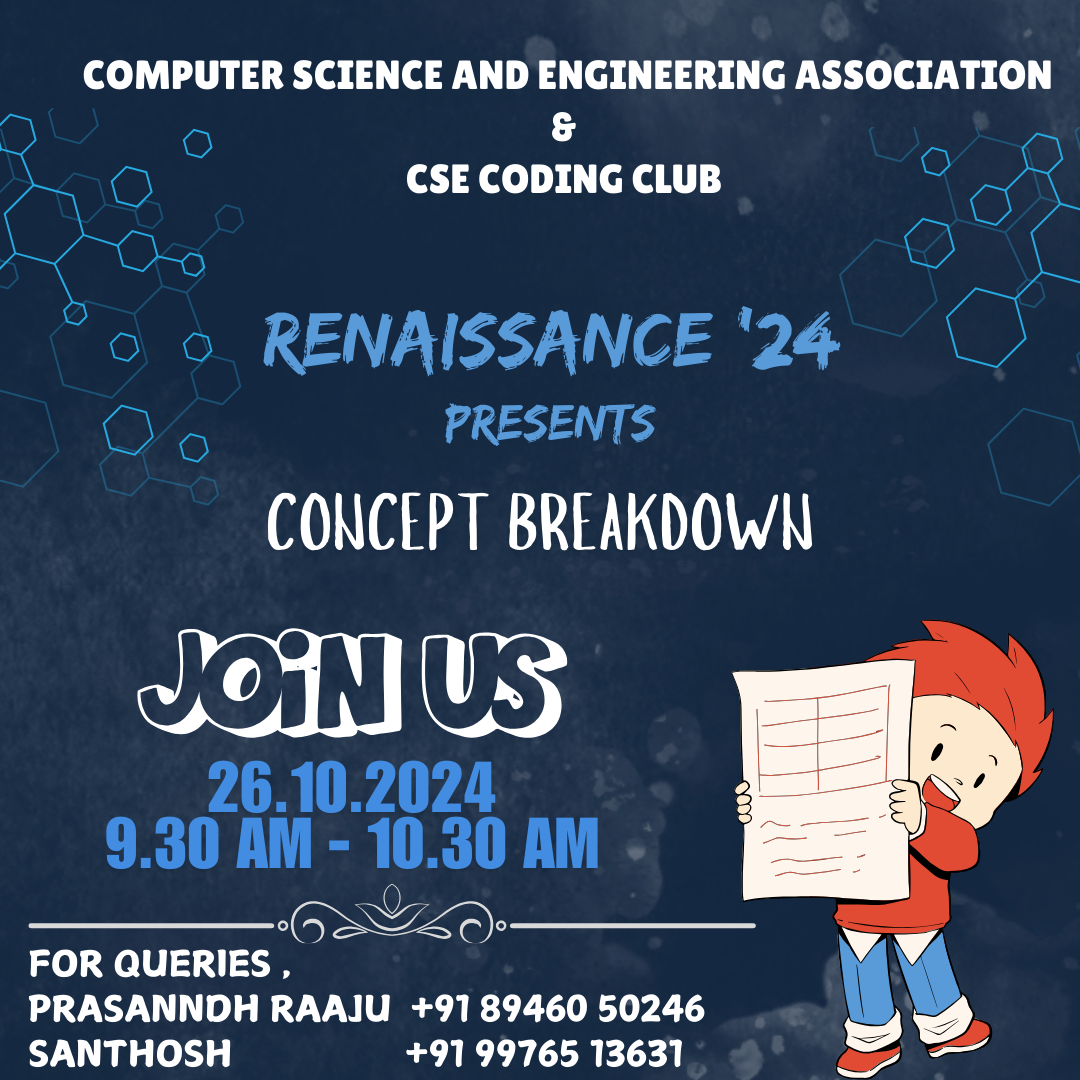 COMPUTER SCIENCE AND ENGINEERING ASSOCIATION
&
CSE CODING CLUB
RENAISSANCE '24
PRESENTS
CONCEPT BREAKDOWN
JOiN US
26.10.2024
9.30 AM - 10.30 AM
FOR QUERIES ,
PRASANNDH RAAJU +91 89460 50246
SANTHOSH +91 99765 13631